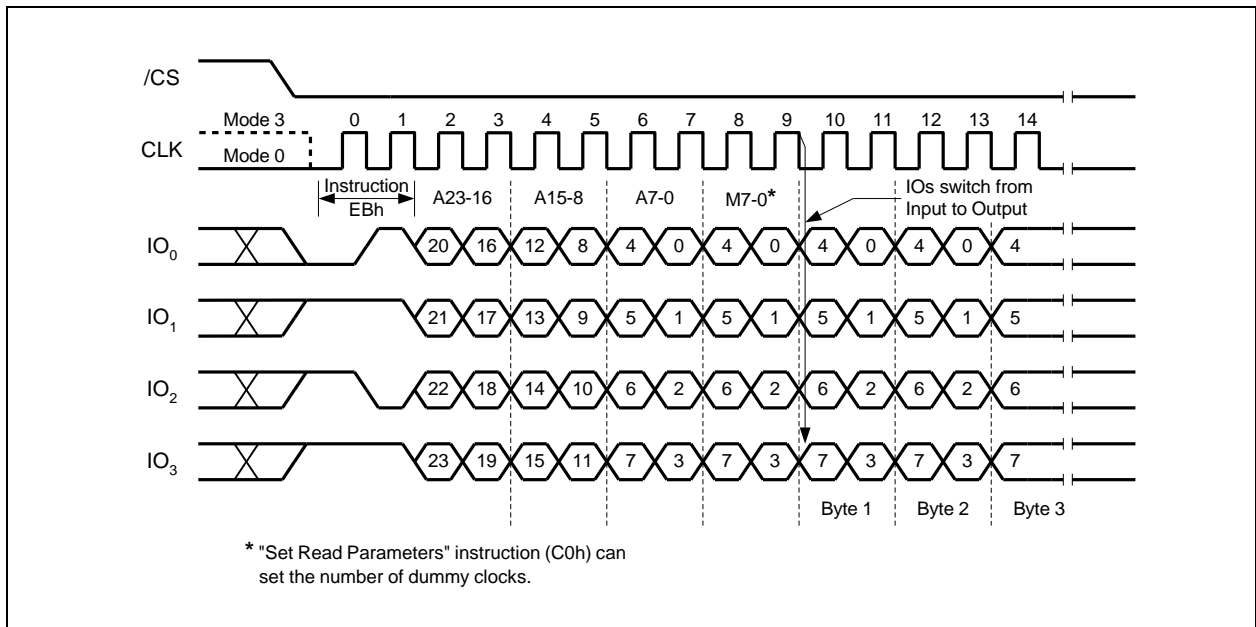 /CS
Mode 3
0 1 2 3 4 5 6 7 8 9 10 11 12 13 14
CLK
Mode 0
Instruction
EBh
A23-16 A15-8 A7-0 M7-0*
IOs switch from
Input to Output
IO0 20 16 12 8 4 0 4 0 4 0 4 0 4
IO1 21 17 13 9 5 1 5 1 5 1 5 1 5
IO2 22 18 14 10 6 2 6 2 6 2 6 2 6
IO3 23 19 15 11 7 3 7 3 7 3 7 3 7
Byte 1 Byte 2 Byte 3
* "Set Read Parameters" instruction (C0h) can
set the number of dummy clocks.